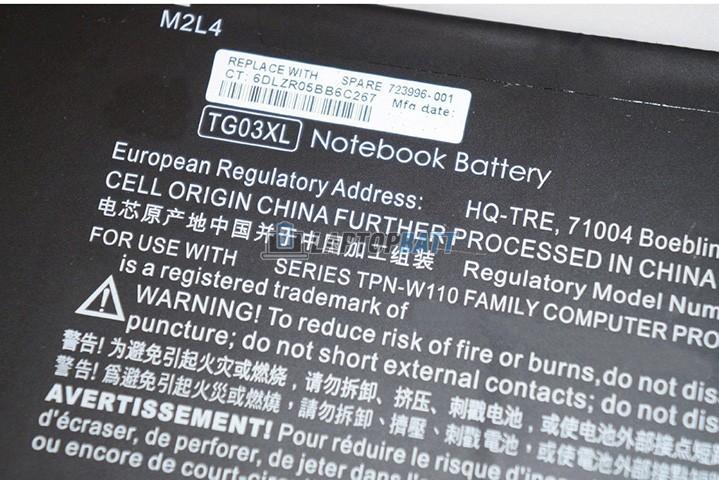 M2L4
REPLACE WITH SPARE 723996-001
CT: 6DLZR05BB6C267 Mfg date:
TG03XL Notebook Battery
European Regulatory Address: HQ-TRE, 71004 Boeblin
CELL ORIGIN CHINA FURTHER PROCESSED IN CHINA
电芯原产地中国并 中国加工组装 Regulatory Model Num
LAPTOPBATT
FOR USE WITH SERIES TPN-W110 FAMILY COMPUTER PRO
is a registered trademark of
WARNING! To reduce risk of fire or burns, do not dis
puncture; do not short external contacts; do not dis
警告! 为避免引起火灾或燃烧, 请勿拆卸、挤压、刺戳电池, 或使电池外部接点短
警告! 為避免引起火災或燃燒, 請勿拆卸、擠壓、刺戳電池, 或使電池外部
AVERTISSEMENT! Pour réduire le risque d'inc
d'écraser, de perforer, de jeter dans l'eau
ou encore de court-circui